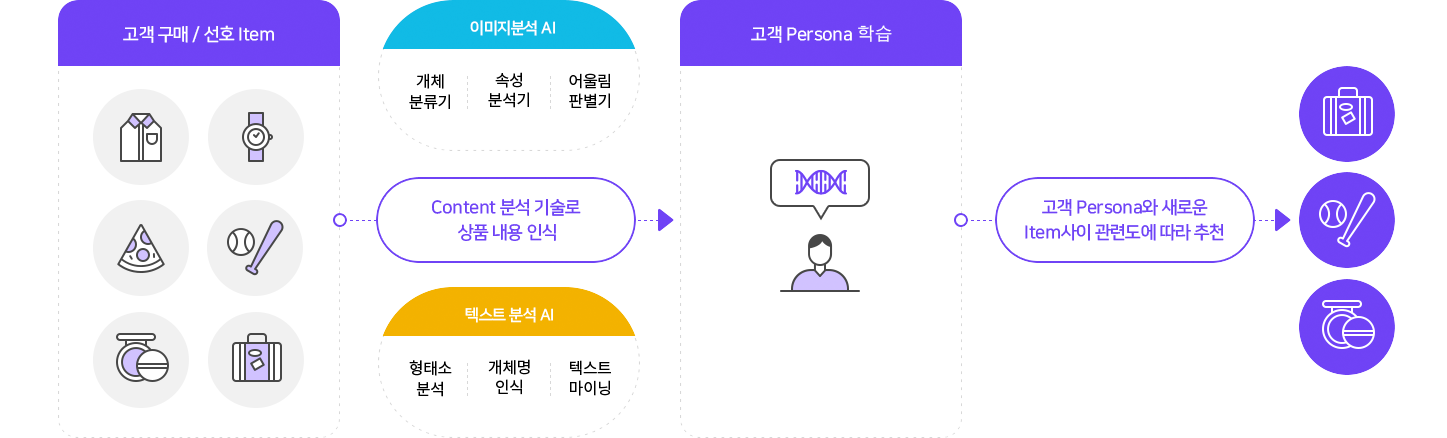 고객 구매 / 선호 Item
이미지분석 AI
개체
분류기
속성
분석기
어울림
판별기
Content 분석 기술로
상품 내용 인식
텍스트 분석 AI
형태소
분석
개체명
인식
텍스트
마이닝
고객 Persona 학습
고객 Persona와 새로운
Item사이 관련도에 따라 추천